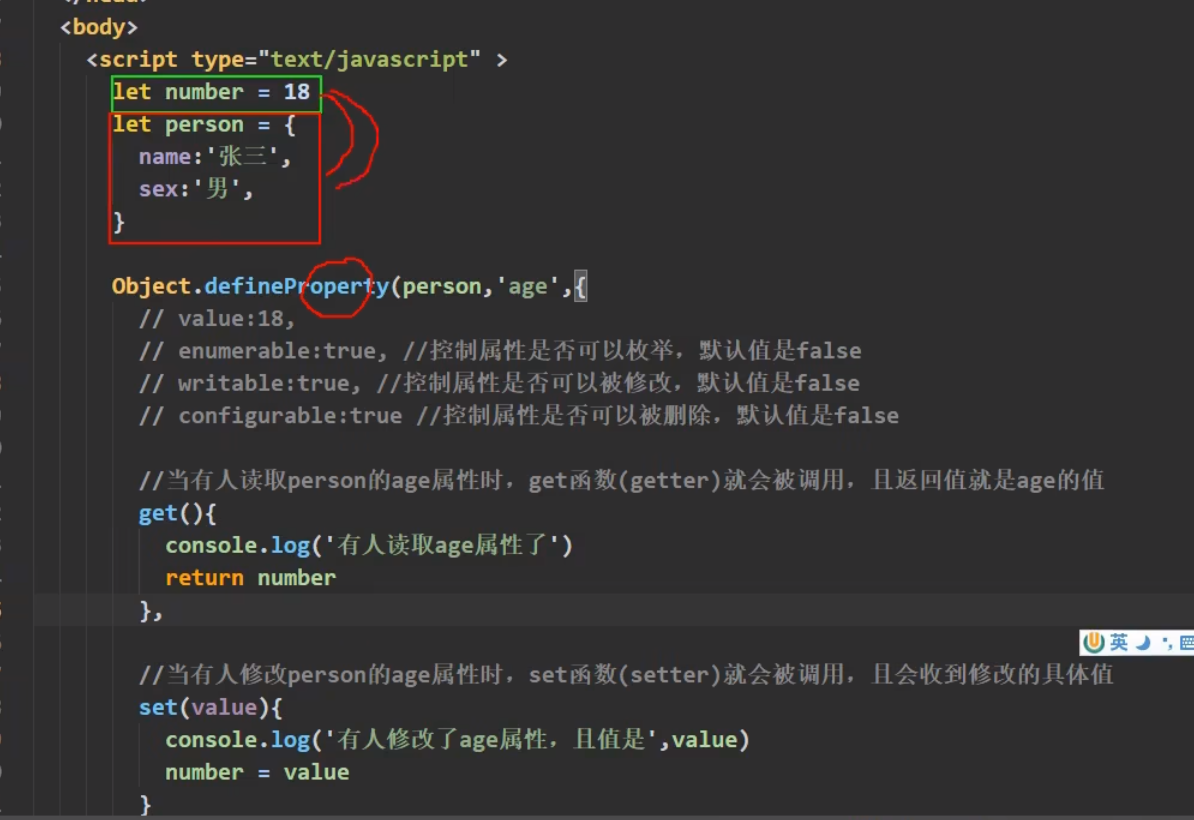 <body>
<script type="text/javascript" >
let number = 18
let person = {
name:'张三',
sex:'男',
}
Object.defineProperty(person,'age',{
// value:18,
// enumerable:true, //控制属性是否可以枚举，默认值是false
// writable:true, //控制属性是否可以被修改，默认值是false
// configurable:true //控制属性是否可以被删除，默认值是false
//当有人读取person的age属性时，get函数(getter)就会被调用，且返回值就是age的值
get(){
console.log('有人读取age属性了')
return number
},
英
//当有人修改person的age属性时，set函数(setter)就会被调用，且会收到修改的具体值
set(value){
console.log('有人修改了age属性，且值是',value)
number = value
}